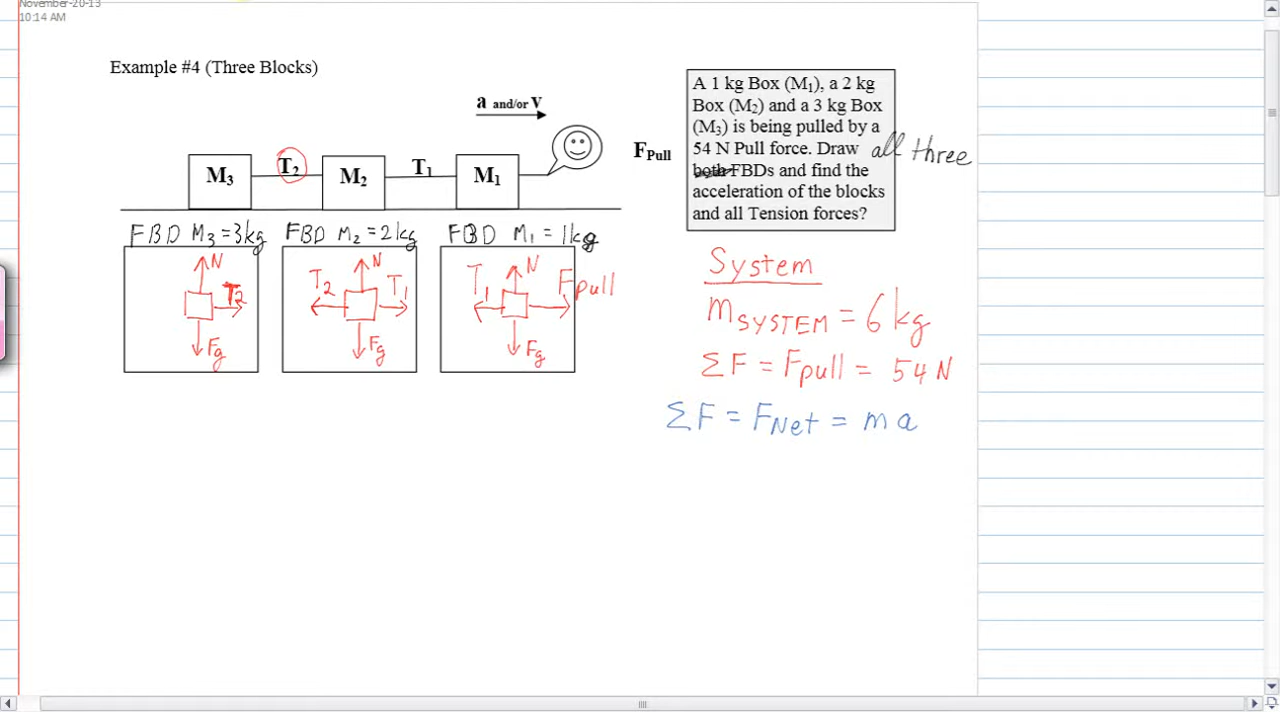 November-20-13
10:14 AM
Example #4 (Three Blocks)
a and/or V
M3 T2 M2 T1 M1
FPull
A 1 kg Box (M1), a 2 kg
Box (M2) and a 3 kg Box
(M3) is being pulled by a
54 N Pull force. Draw all three
both FBDs and find the
acceleration of the blocks
and all Tension forces?
FBD M3 = 3kg
N
T2
Fg
FBD M2 = 2kg
N
T2 T1
Fg
FBD M1 = 1kg
N
T1 Fpull
Fg
System
mSYSTEM = 6 kg
ΣF = Fpull = 54 N
ΣF = FNet = ma